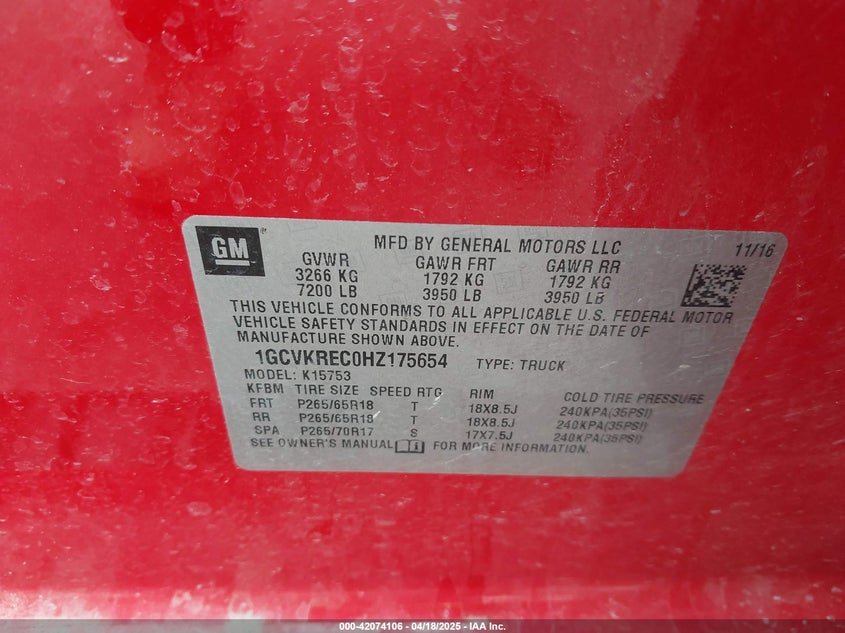 GM
MFD BY GENERAL MOTORS LLC 11/16
GVWR GAWR FRT GAWR RR
3266 KG 1792 KG 1792 KG
7200 LB 3950 LB 3950 LB
THIS VEHICLE CONFORMS TO ALL APPLICABLE U.S. FEDERAL MOTOR
VEHICLE SAFETY STANDARDS IN EFFECT ON THE DATE OF
MANUFACTURE SHOWN ABOVE.
1GCVKREC0HZ175654 TYPE: TRUCK
MODEL: K15753
KFBM TIRE SIZE SPEED RTG RIM COLD TIRE PRESSURE
FRT P265/65R18 T 18X8.5J 240KPA(35PSI)
RR P265/65R18 T 18X8.5J 240KPA(35PSI)
SPA P265/70R17 S 17X7.5J 240KPA(35PSI)
SEE OWNER'S MANUAL FOR MORE INFORMATION.
000-42074106 - 04/18/2025 - IAA Inc.